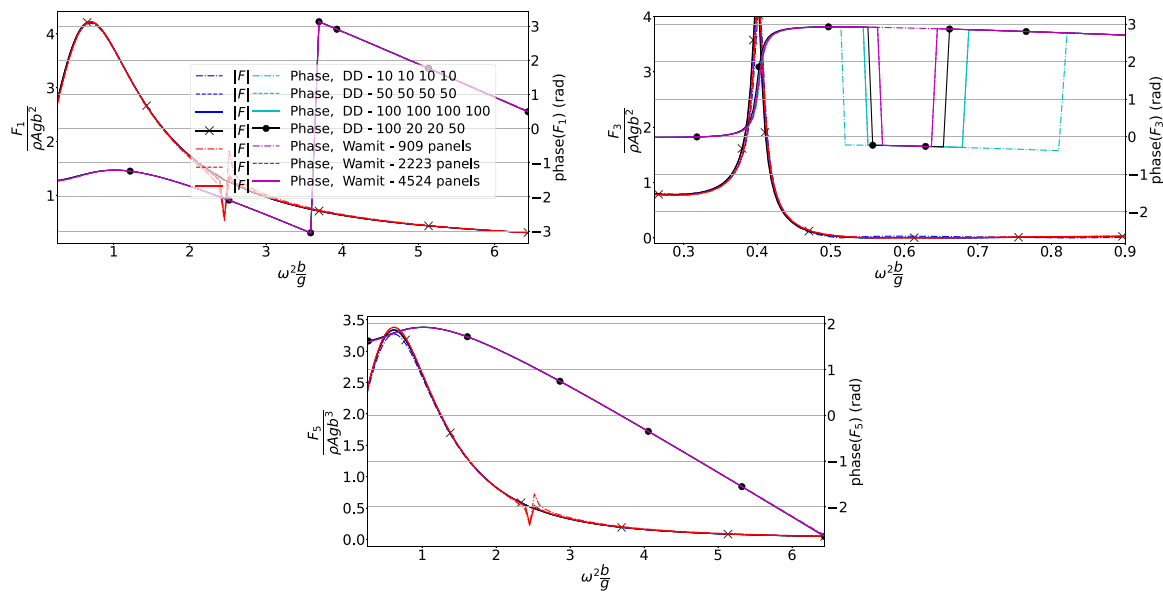 4
3
2
1
F₁
ρAgb²
3
2
1
0
−1
−2
−3
phase(F₁) (rad)
|F| Phase, DD - 10 10 10 10
|F| Phase, DD - 50 50 50 50
|F| Phase, DD - 100 100 100 100
|F| Phase, DD - 100 20 20 50
|F| Phase, Wamit - 909 panels
|F| Phase, Wamit - 2223 panels
|F| Phase, Wamit - 4524 panels
1 2 3 4 5 6
ω² b/g
4
3
2
1
0
F₃
ρAgb²
3
2
1
0
−1
−2
phase(F₃) (rad)
0.3 0.4 0.5 0.6 0.7 0.8 0.9
ω² b/g
3.5
3.0
2.5
2.0
1.5
1.0
0.5
0.0
F₅
ρAgb³
2
1
0
−1
−2
phase(F₅) (rad)
1 2 3 4 5 6
ω² b/g